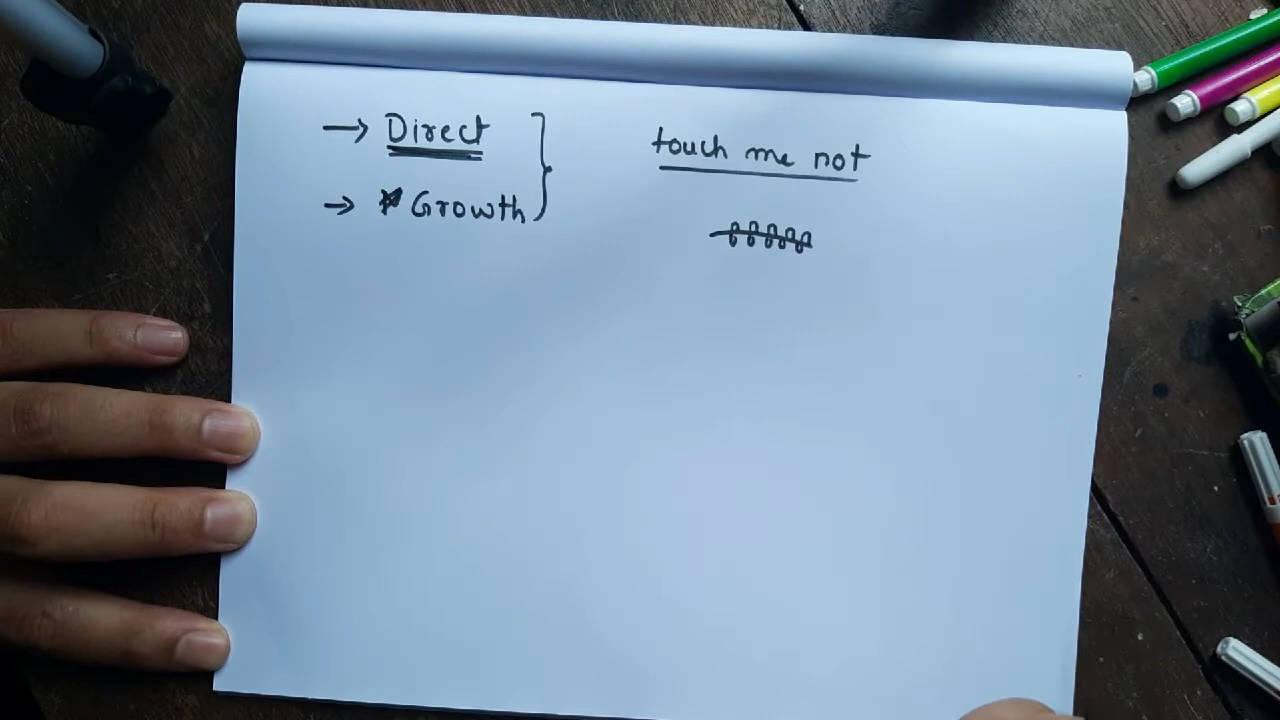 → Direct
→ Growth
touch me not